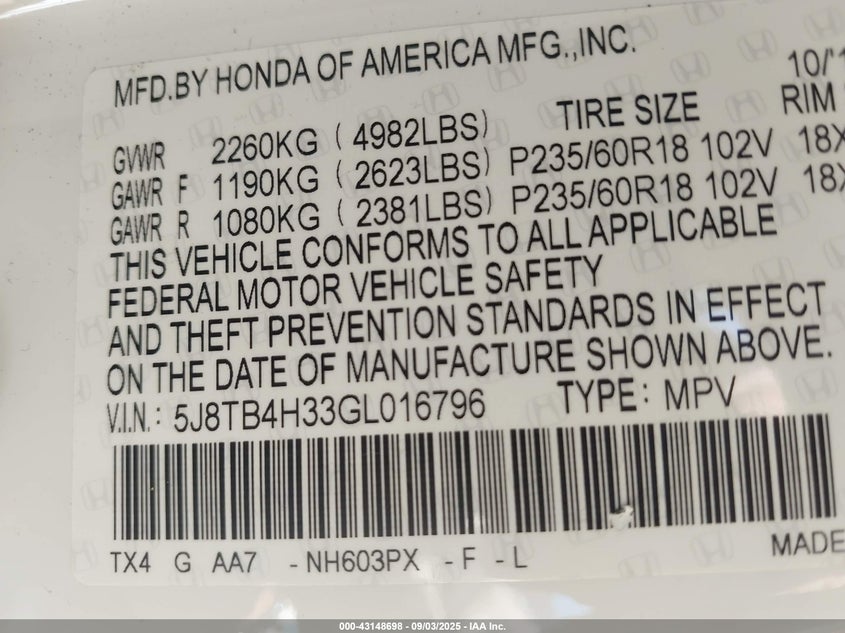 MFD.BY HONDA OF AMERICA MFG.,INC.
10/'
TIRE SIZE RIM
GVWR 2260KG ( 4982LBS)
GAWR F 1190KG ( 2623LBS) P235/60R18 102V 18X
GAWR R 1080KG ( 2381LBS) P235/60R18 102V 18X
THIS VEHICLE CONFORMS TO ALL APPLICABLE
FEDERAL MOTOR VEHICLE SAFETY
AND THEFT PREVENTION STANDARDS IN EFFECT
ON THE DATE OF MANUFACTURE SHOWN ABOVE.
V.I.N.: 5J8TB4H33GL016796 TYPE: MPV
TX4 G AA7 -NH603PX -F -L
MADE
000-43148698 - 09/03/2025 - IAA Inc.